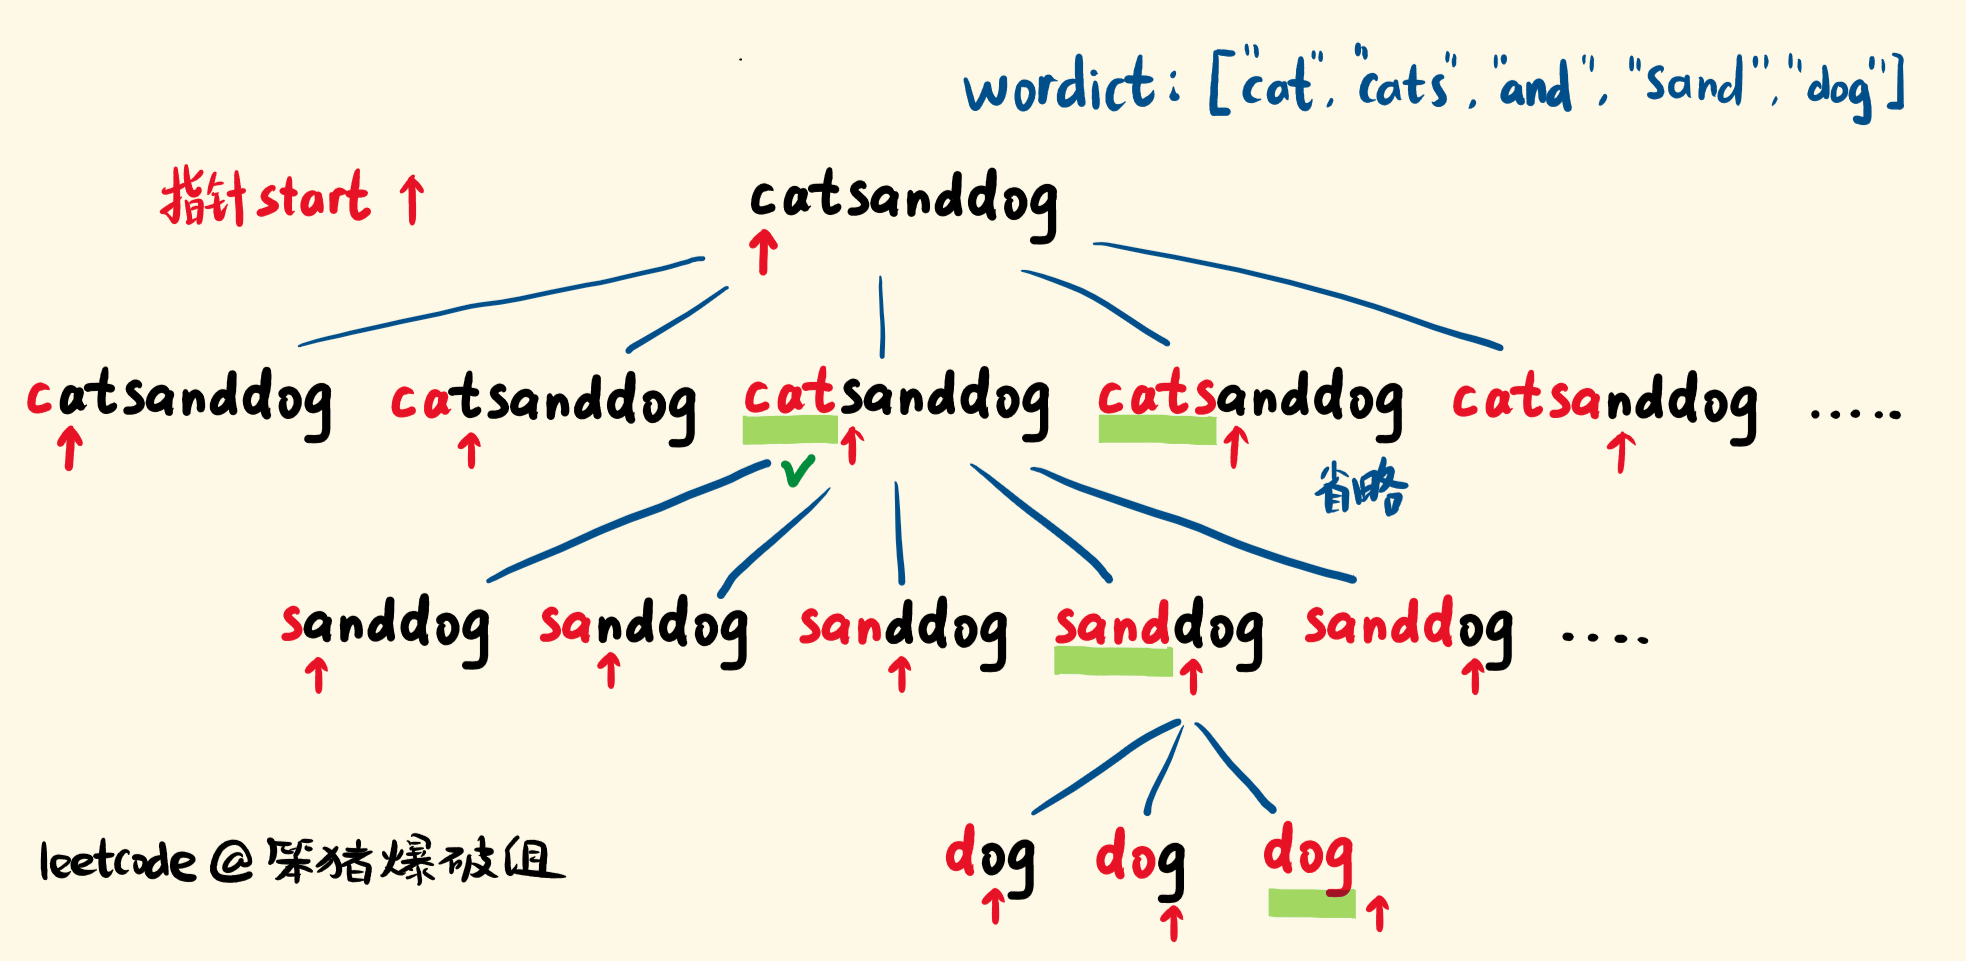 wordict: ["cat", "cats", "and", "sand", "dog"]
指针start ↑
catsanddog
catsanddog catsanddog catsanddog catsanddog catsanddog .....
省略
sanddog sanddog sanddog sanddog sanddog ....
dog dog dog
leetcode @ 笨猪爆破组